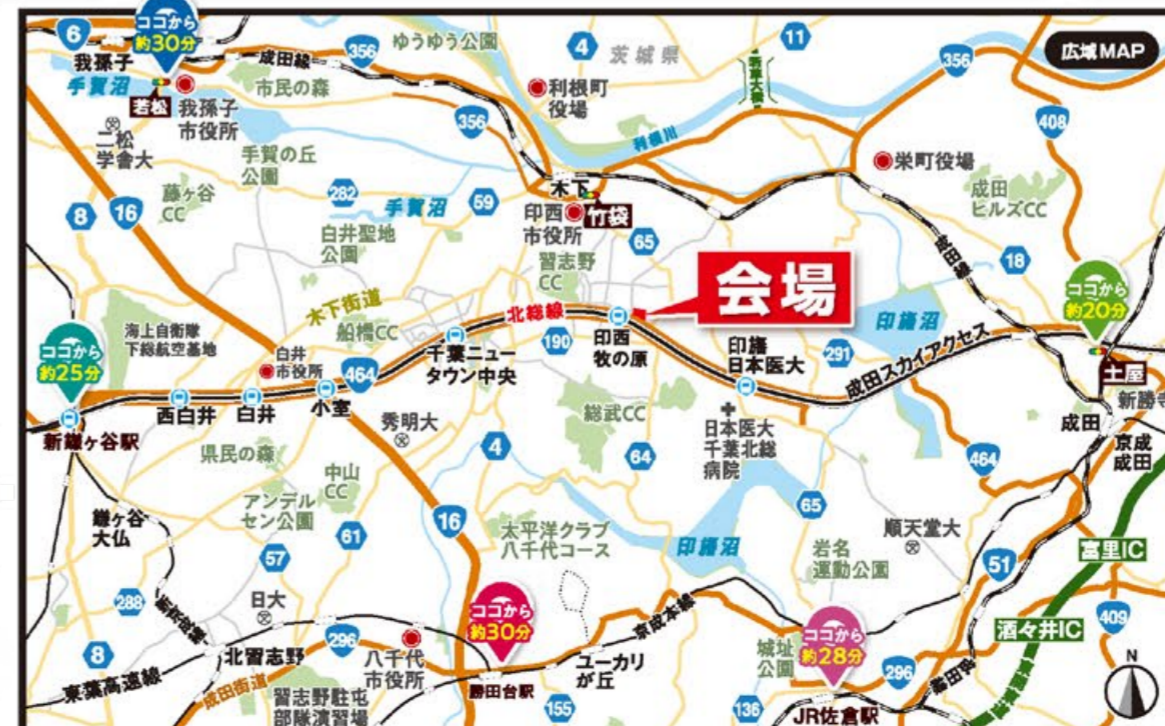 ココから
約30分
6
我孫子
手賀沼
若松
我孫子
市役所
二松
学舎大
成田線
356
ゆうゆう公園
市民の森
手賀の丘
公園
4
茨城県
11
利根町
役場
若草大橋
356
広域MAP
408
356
利根川
栄町役場
成田
ヒルズCC
藤ヶ谷
CC
8
16
282
手賀沼
59
木下
竹袋
印西
市役所
65
白井聖地
公園
習志野
CC
成田線
18
ココから
約20分
木下街道
船橋CC
北総線
会場
190
印西
牧の原
印旛
日本医大
291
印旛沼
成田スカイアクセス
土屋
新勝寺
成田
京成
成田
ココから
約25分
海上自衛隊
下総航空基地
白井
市役所
464
千葉ニュー
タウン中央
新鎌ヶ谷駅
西白井
白井
小室
秀明大
総武CC
日本医大
千葉北総
病院
県民の森
中山
CC
アンデル
セン公園
4
64
464
鎌ヶ谷
大仏
61
16
太平洋クラブ
八千代コース
印旛沼
65
順天堂大
岩名
運動公園
57
51
富里IC
288
新京成線
日大
8
296
北習志野
八千代
市役所
ココから
約30分
京成本線
ユーカリ
が丘
城址
公園
ココから
約28分
酒々井IC
409
296
東葉高速線
成田街道
習志野駐屯
部隊演習場
勝田台駅
155
136
JR佐倉駅
N